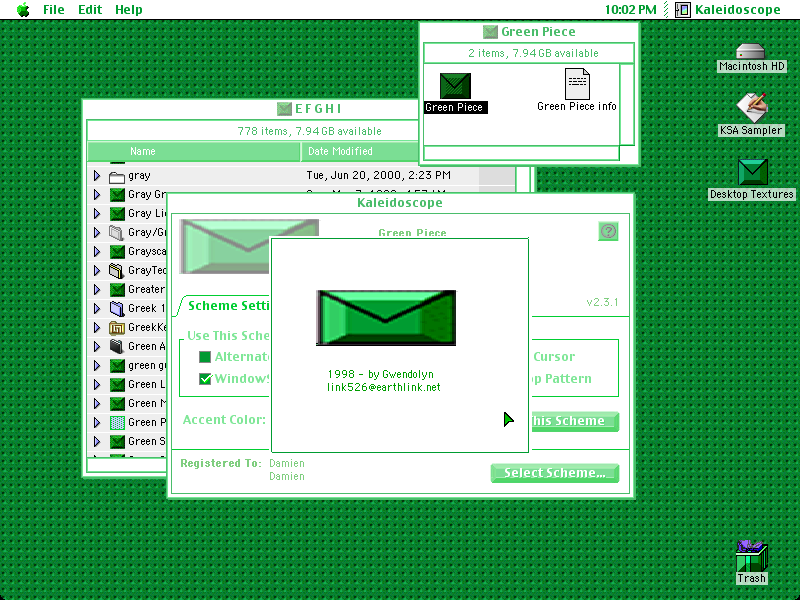 File Edit Help
10:02 PM Kaleidoscope
Green Piece
2 items, 7.94 GB available
Green Piece
Green Piece info
Macintosh HD
KSA Sampler
Desktop Textures
E F G H I
778 items, 7.94 GB available
Name Date Modified
gray Tue, Jun 20, 2000, 2:23 PM
Gray Gr
Gray Li
Gray/Gr
Graysca
GrayTec
Greater
Greek 1
GreekKe
Green A
green g
Green L
Green M
Green P
Green S
Kaleidoscope
Green Piece
v2.3.1
Scheme Setti
Use This Sche
Alternat
Cursor
Window
p Pattern
Accent Color:
his Scheme
1998 - by Gwendolyn
link526@earthlink.net
Registered To: Damien
Damien
Select Scheme...
Trash